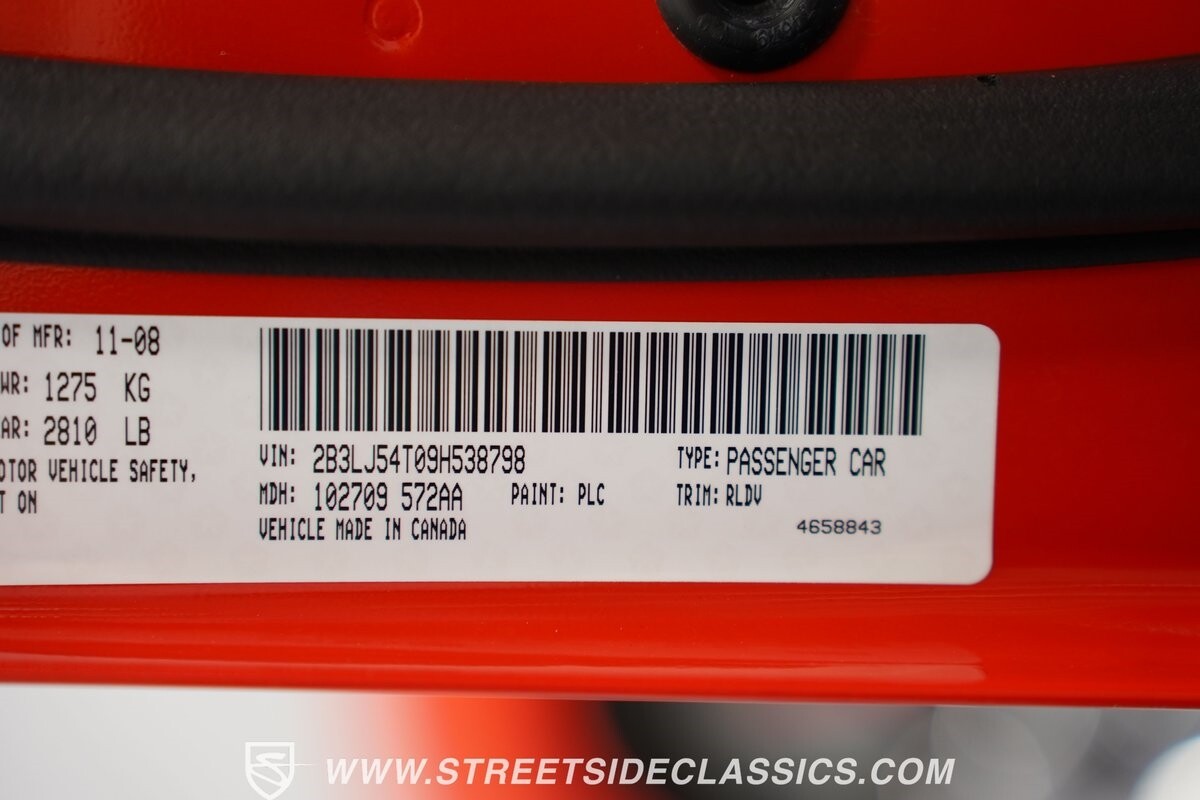 OF MFR: 11-08
WR: 1275 KG
AR: 2810 LB
OTOR VEHICLE SAFETY,
T ON
VIN: 2B3LJ54T09H538798
TYPE: PASSENGER CAR
MDH: 102709 572AA
PAINT: PLC
TRIM: RLDV
VEHICLE MADE IN CANADA
4658843
WWW.STREETSIDECLASSICS.COM